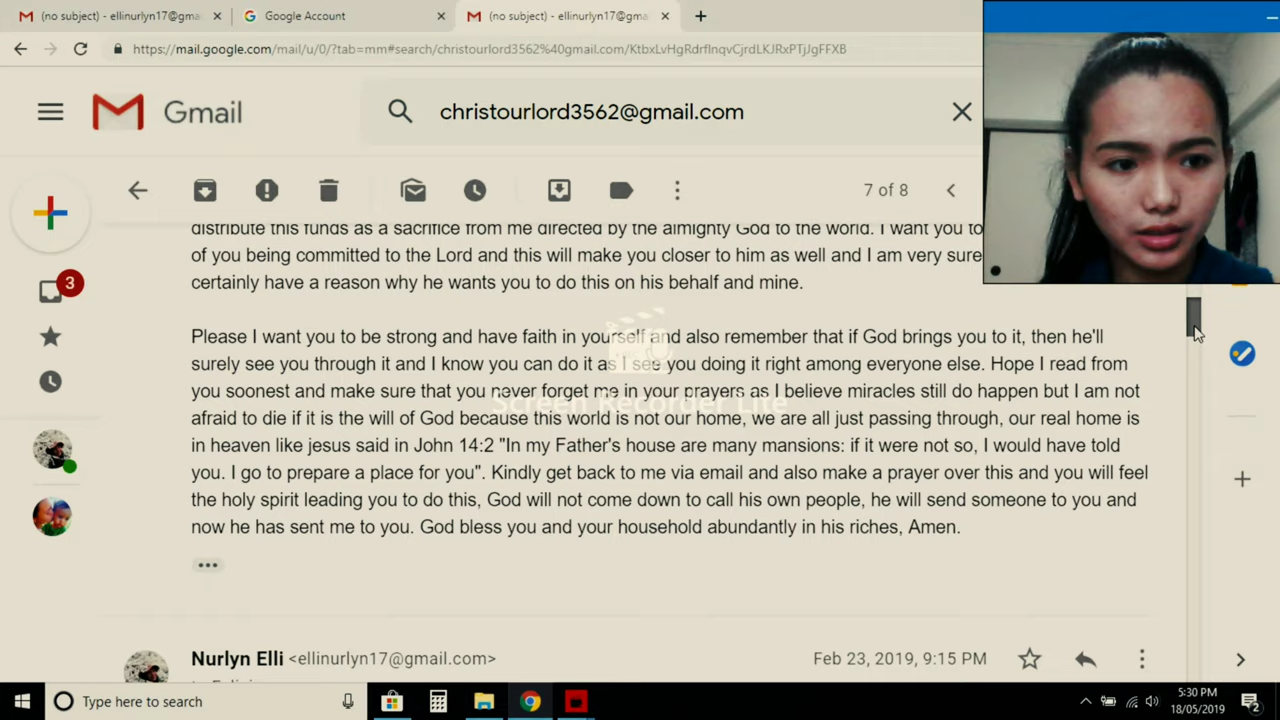 (no subject) - ellinurlyn17@gma
Google Account
(no subject) - ellinurlyn17@gma
https://mail.google.com/mail/u/0/?tab=mm#search/christourlord3562%40gmail.com/KtbxLvHgRdrflnqvCjrdLKJRxPTjJgFFXB
Gmail
christourlord3562@gmail.com
7 of 8
3
distribute this funds as a sacrifice from me directed by the almighty God to the world. I want you to
of you being committed to the Lord and this will make you closer to him as well and I am very sure
certainly have a reason why he wants you to do this on his behalf and mine.
Please I want you to be strong and have faith in yourself and also remember that if God brings you to it, then he'll
surely see you through it and I know you can do it as I see you doing it right among everyone else. Hope I read from
you soonest and make sure that you never forget me in your prayers as I believe miracles still do happen but I am not
Screen Recorder Lite
afraid to die if it is the will of God because this world is not our home, we are all just passing through, our real home is
in heaven like jesus said in John 14:2 "In my Father's house are many mansions: if it were not so, I would have told
you. I go to prepare a place for you". Kindly get back to me via email and also make a prayer over this and you will feel
the holy spirit leading you to do this, God will not come down to call his own people, he will send someone to you and
now he has sent me to you. God bless you and your household abundantly in his riches, Amen.
Nurlyn Elli <ellinurlyn17@gmail.com>
Feb 23, 2019, 9:15 PM
Type here to search
5:30 PM
18/05/2019
2